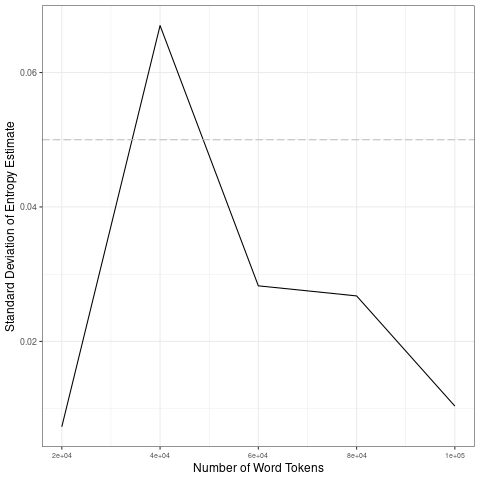 Standard Deviation of Entropy Estimate
0.06
0.04
0.02
2e+04 4e+04 6e+04 8e+04 1e+05
Number of Word Tokens